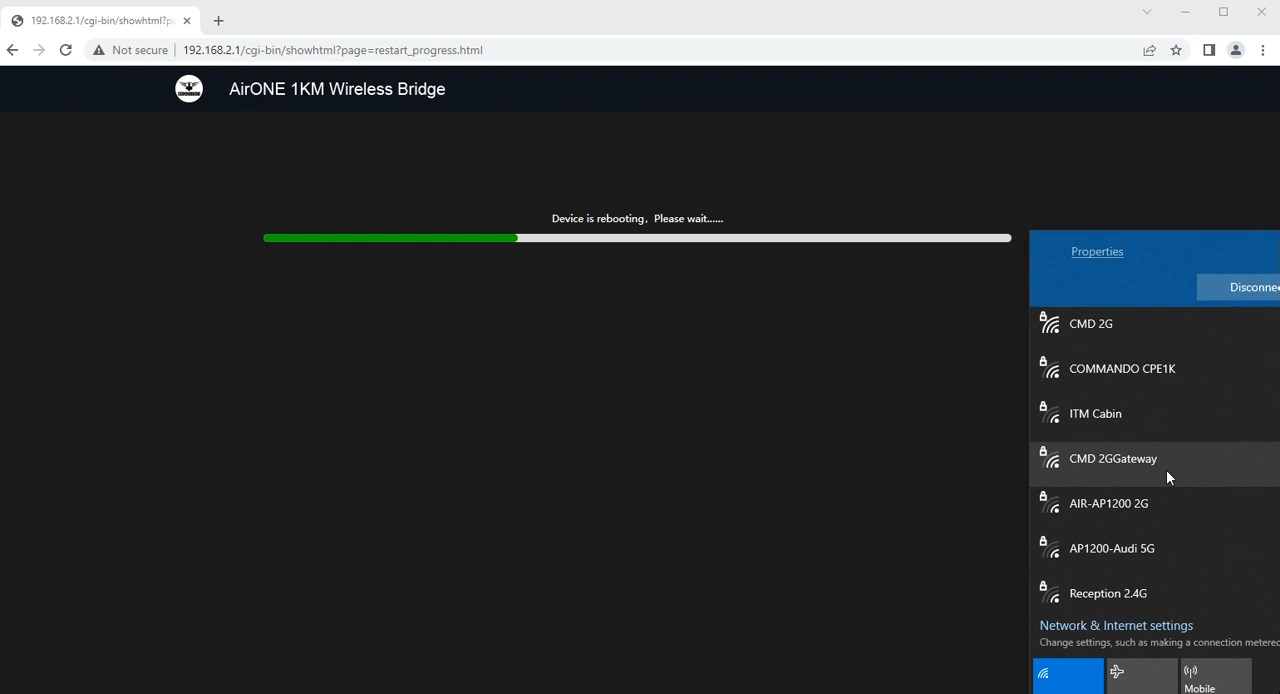 192.168.2.1/cgi-bin/showhtml?pa
Not secure
192.168.2.1/cgi-bin/showhtml?page=restart_progress.html
COMMANDO
AirONE 1KM Wireless Bridge
Device is rebooting, Please wait......
Properties
Disconne
CMD 2G
COMMANDO CPE1K
ITM Cabin
CMD 2GGateway
AIR-AP1200 2G
AP1200-Audi 5G
Reception 2.4G
Network & Internet settings
Change settings, such as making a connection metered
Mobile